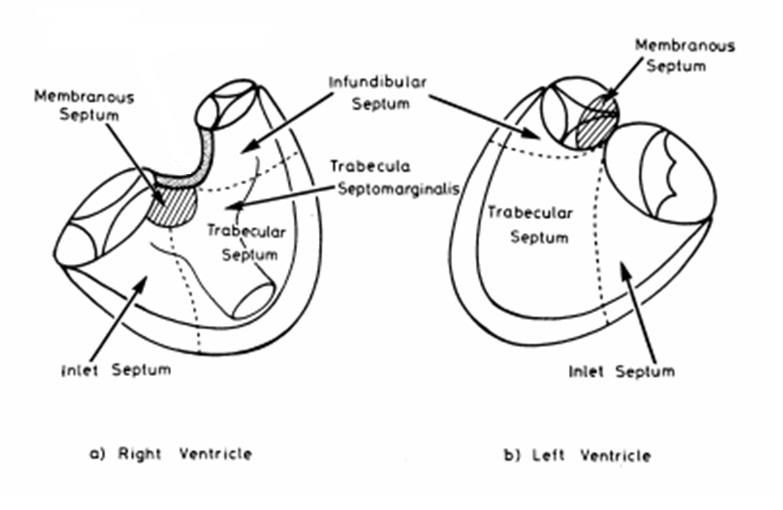 Membranous
Septum
Infundibular
Septum
Membranous
Septum
Trabecula
Septomarginalis
Trabecular
Septum
Trabecular
Septum
Inlet Septum
Inlet Septum
a) Right Ventricle
b) Left Ventricle